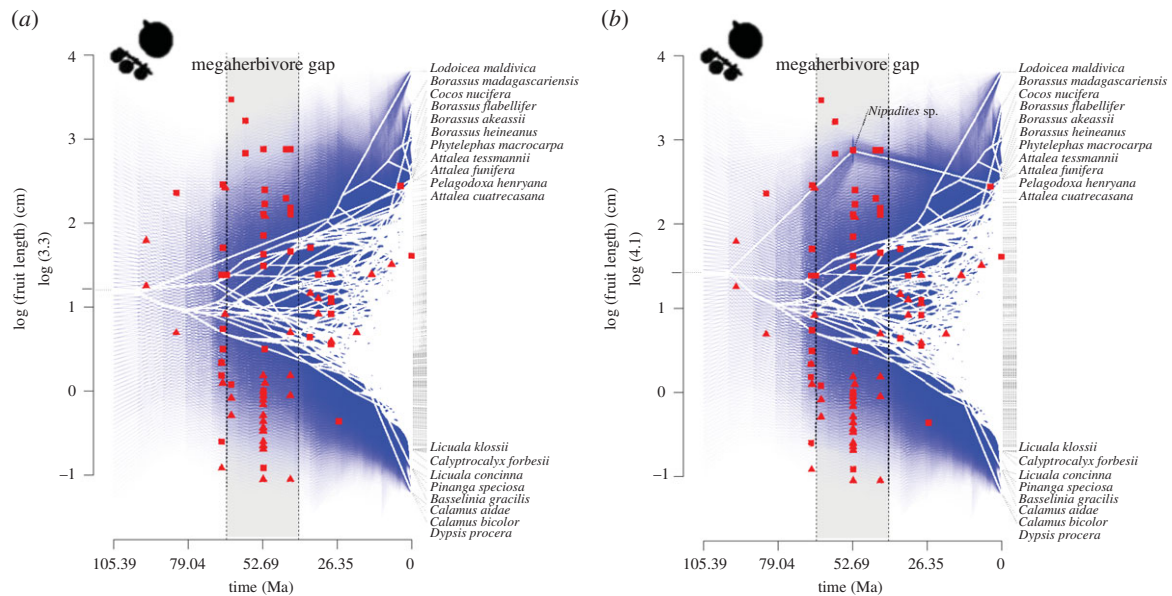 (a)
megaherbivore gap
4
3
2
1
0
−1
log (fruit length) (cm)
log (3.3)
105.39
79.04
52.69
26.35
0
time (Ma)
Lodoicea maldivica
Borassus madagascariensis
Cocos nucifera
Borassus flabellifer
Borassus akeassii
Borassus heineanus
Phytelephas macrocarpa
Attalea tessmannii
Attalea funifera
Pelagodoxa henryana
Attalea cuatrecasana
Licuala klossii
Calyptrocalyx forbesii
Licuala concinna
Pinanga speciosa
Basselinia gracilis
Calamus aidae
Calamus bicolor
Dypsis procera
(b)
megaherbivore gap
Nipadites sp.
4
3
2
1
0
−1
log (fruit length) (cm)
log (4.1)
105.39
79.04
52.69
26.35
0
time (Ma)
Lodoicea maldivica
Borassus madagascariensis
Cocos nucifera
Borassus flabellifer
Borassus akeassii
Borassus heineanus
Phytelephas macrocarpa
Attalea tessmannii
Attalea funifera
Pelagodoxa henryana
Attalea cuatrecasana
Licuala klossii
Calyptrocalyx forbesii
Licuala concinna
Pinanga speciosa
Basselinia gracilis
Calamus aidae
Calamus bicolor
Dypsis procera